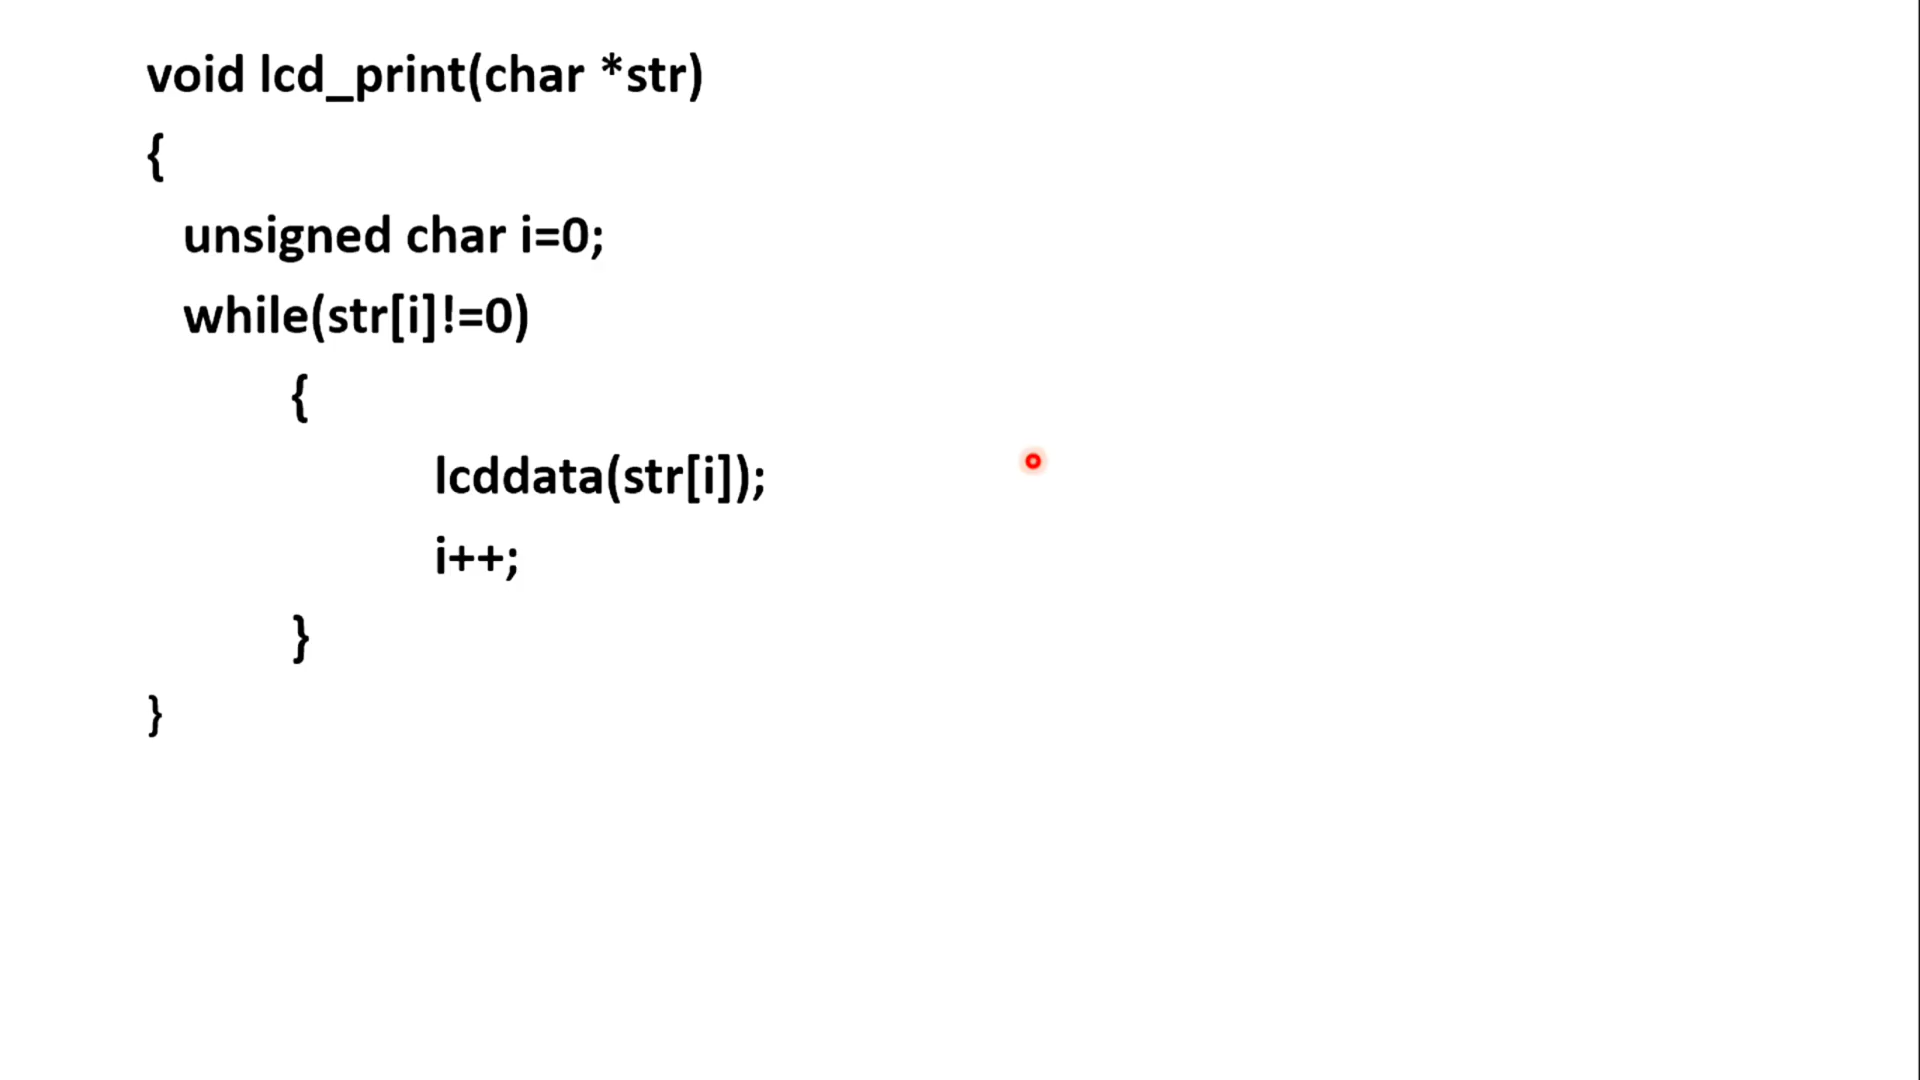 void lcd_print(char *str)
{
unsigned char i=0;
while(str[i]!=0)
{
lcddata(str[i]);
i++;
}
}